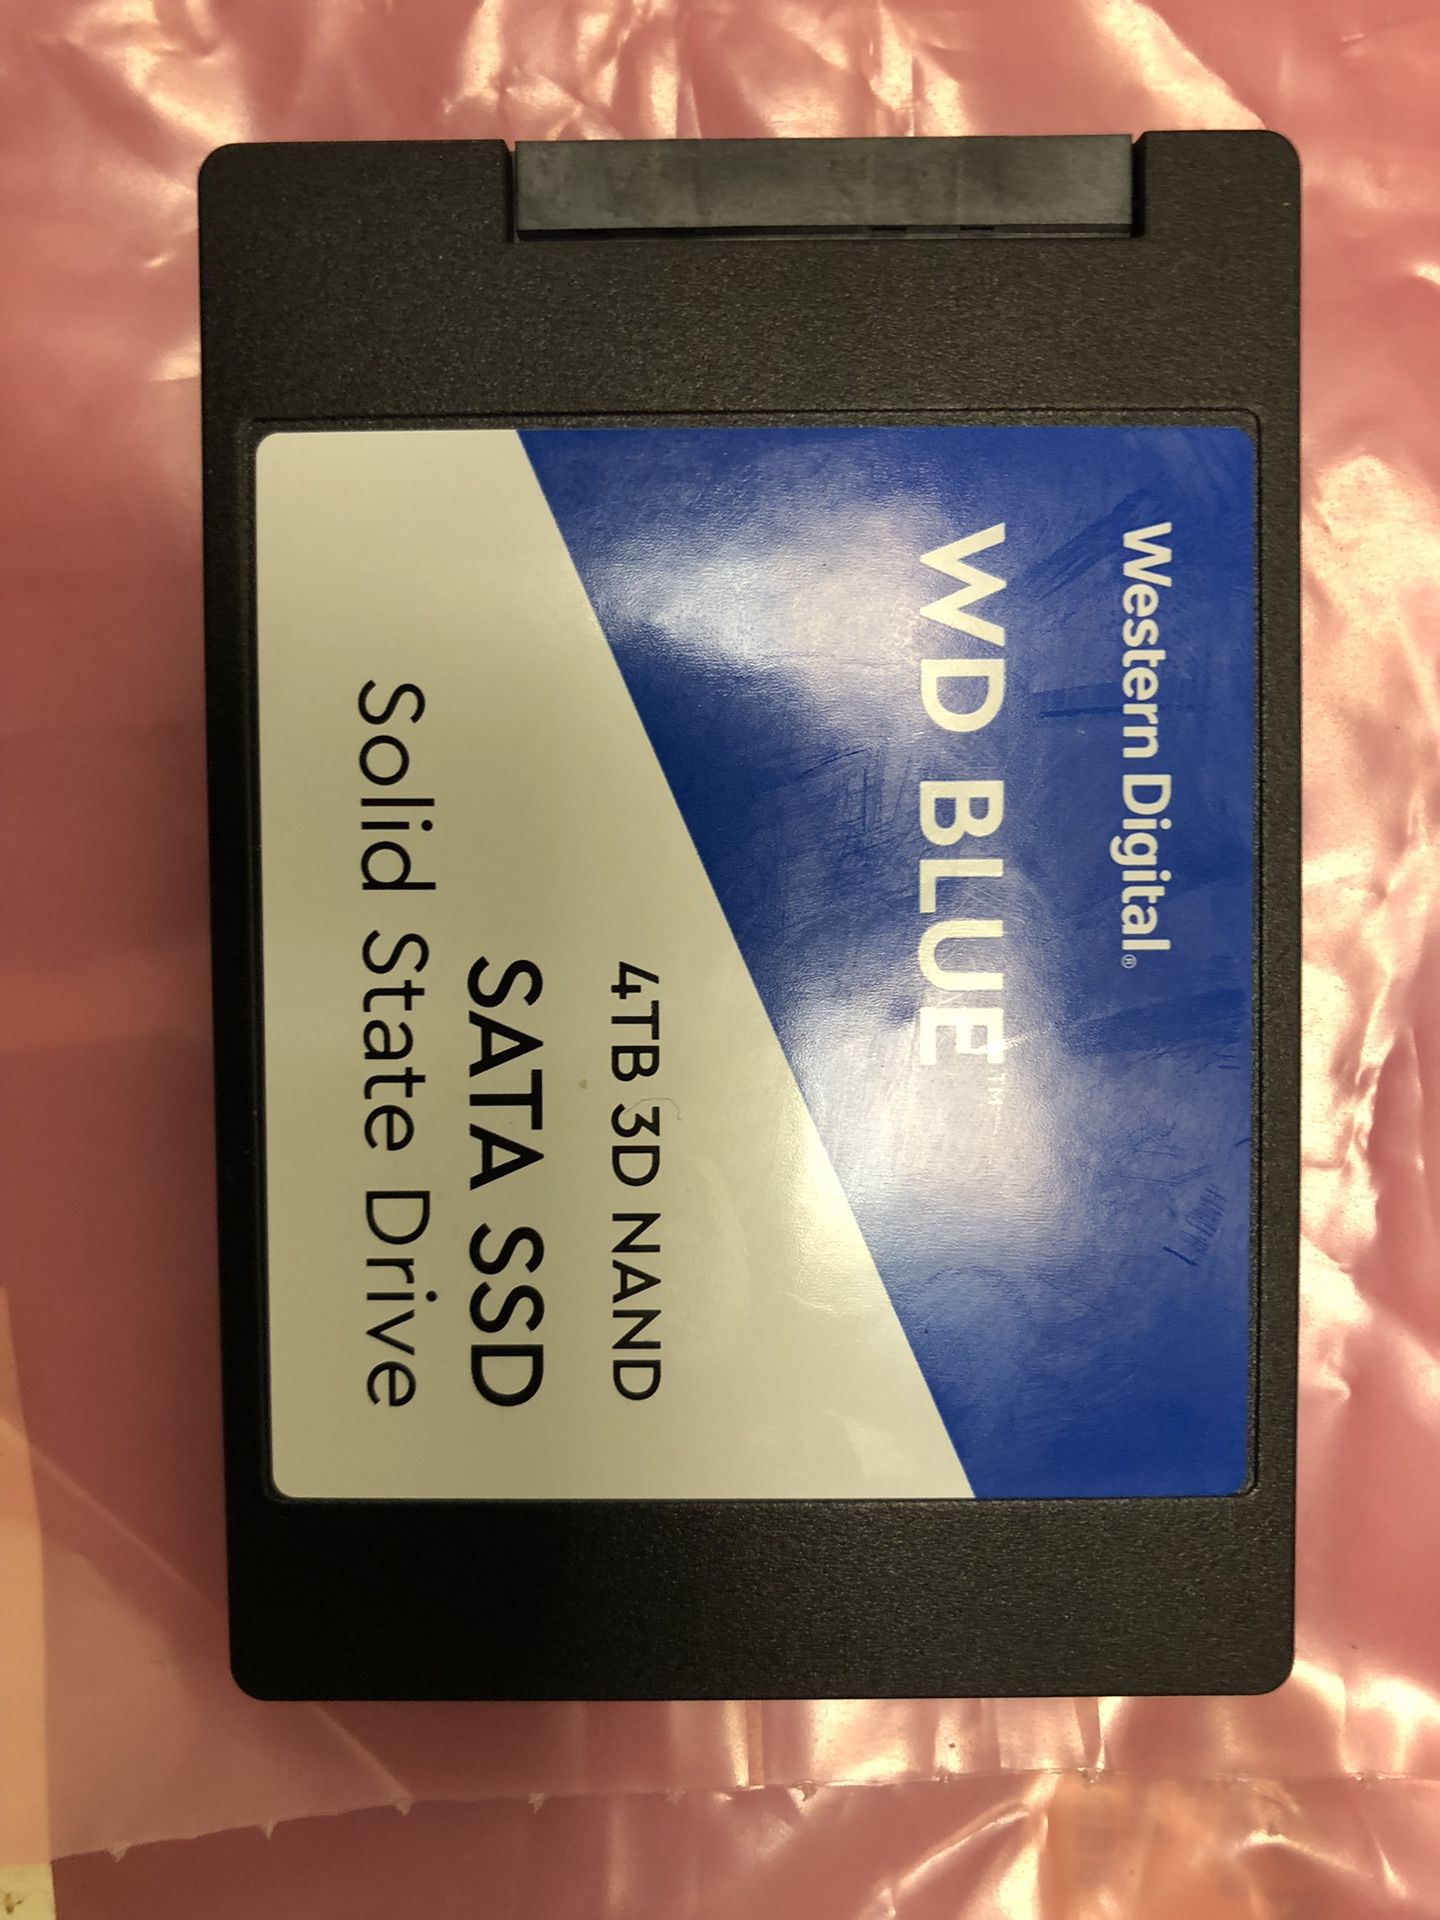 Western Digital®
WD BLUE™
4TB 3D NAND
SATA SSD
Solid State Drive